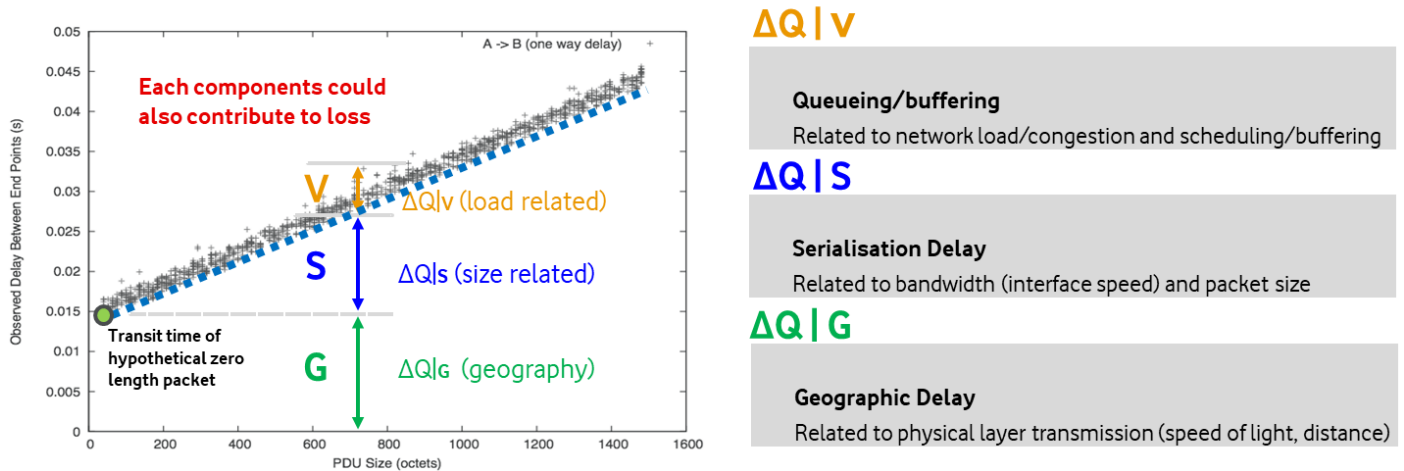 0.05
0.045
0.04
0.035
0.03
0.025
0.02
0.015
0.01
0.005
0
Observed Delay Between End Points (s)
A -> B (one way delay)
Each components could
also contribute to loss
V
ΔQ|v (load related)
S
ΔQ|s (size related)
Transit time of
hypothetical zero
length packet
G
ΔQ|G (geography)
0
200
400
600
800
1000
1200
1400
1600
PDU Size (octets)
ΔQ|V
Queueing/buffering
Related to network load/congestion and scheduling/buffering
ΔQ|S
Serialisation Delay
Related to bandwidth (interface speed) and packet size
ΔQ|G
Geographic Delay
Related to physical layer transmission (speed of light, distance)